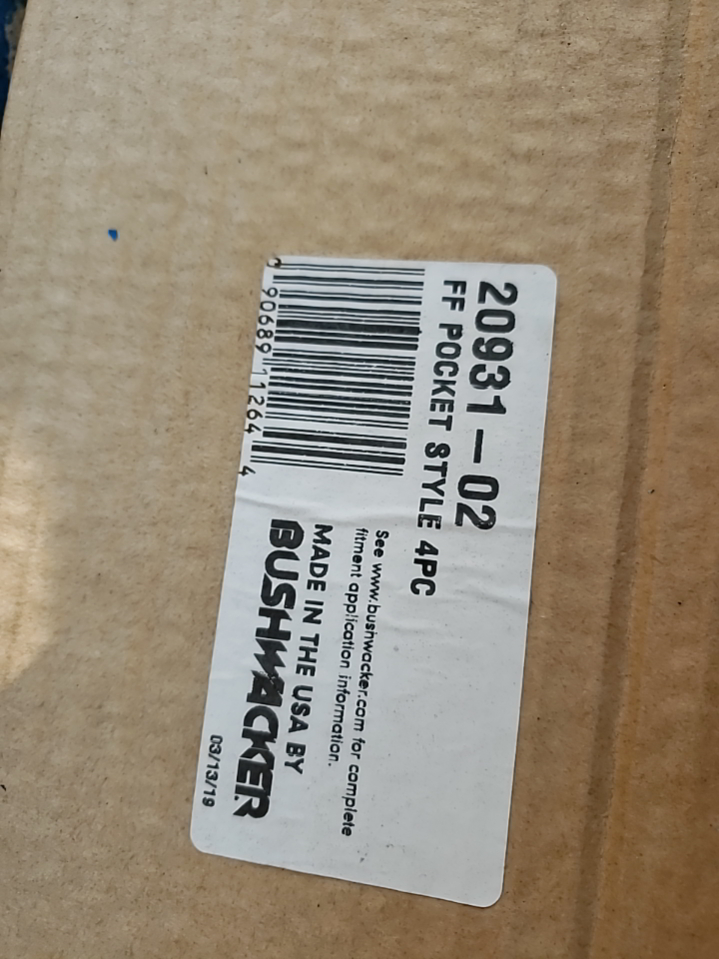 20931-02
FF POCKET STYLE 4PC
0 90689 11264 4
See www.bushwacker.com for complete
fitment application information.
MADE IN THE USA BY
BUSHWACKER
03/13/19